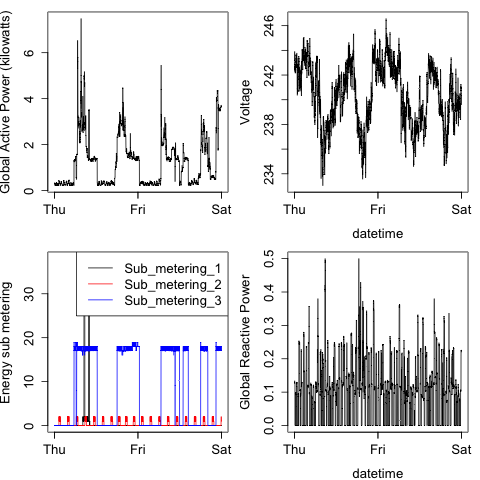 Global Active Power (kilowatts)
0
2
4
6
Thu
Fri
Sat
Voltage
234
238
242
246
Thu
Fri
Sat
datetime
Energy sub metering
0
10
20
30
Sub_metering_1
Sub_metering_2
Sub_metering_3
Thu
Fri
Sat
Global Reactive Power
0.0
0.1
0.2
0.3
0.4
0.5
Thu
Fri
Sat
datetime